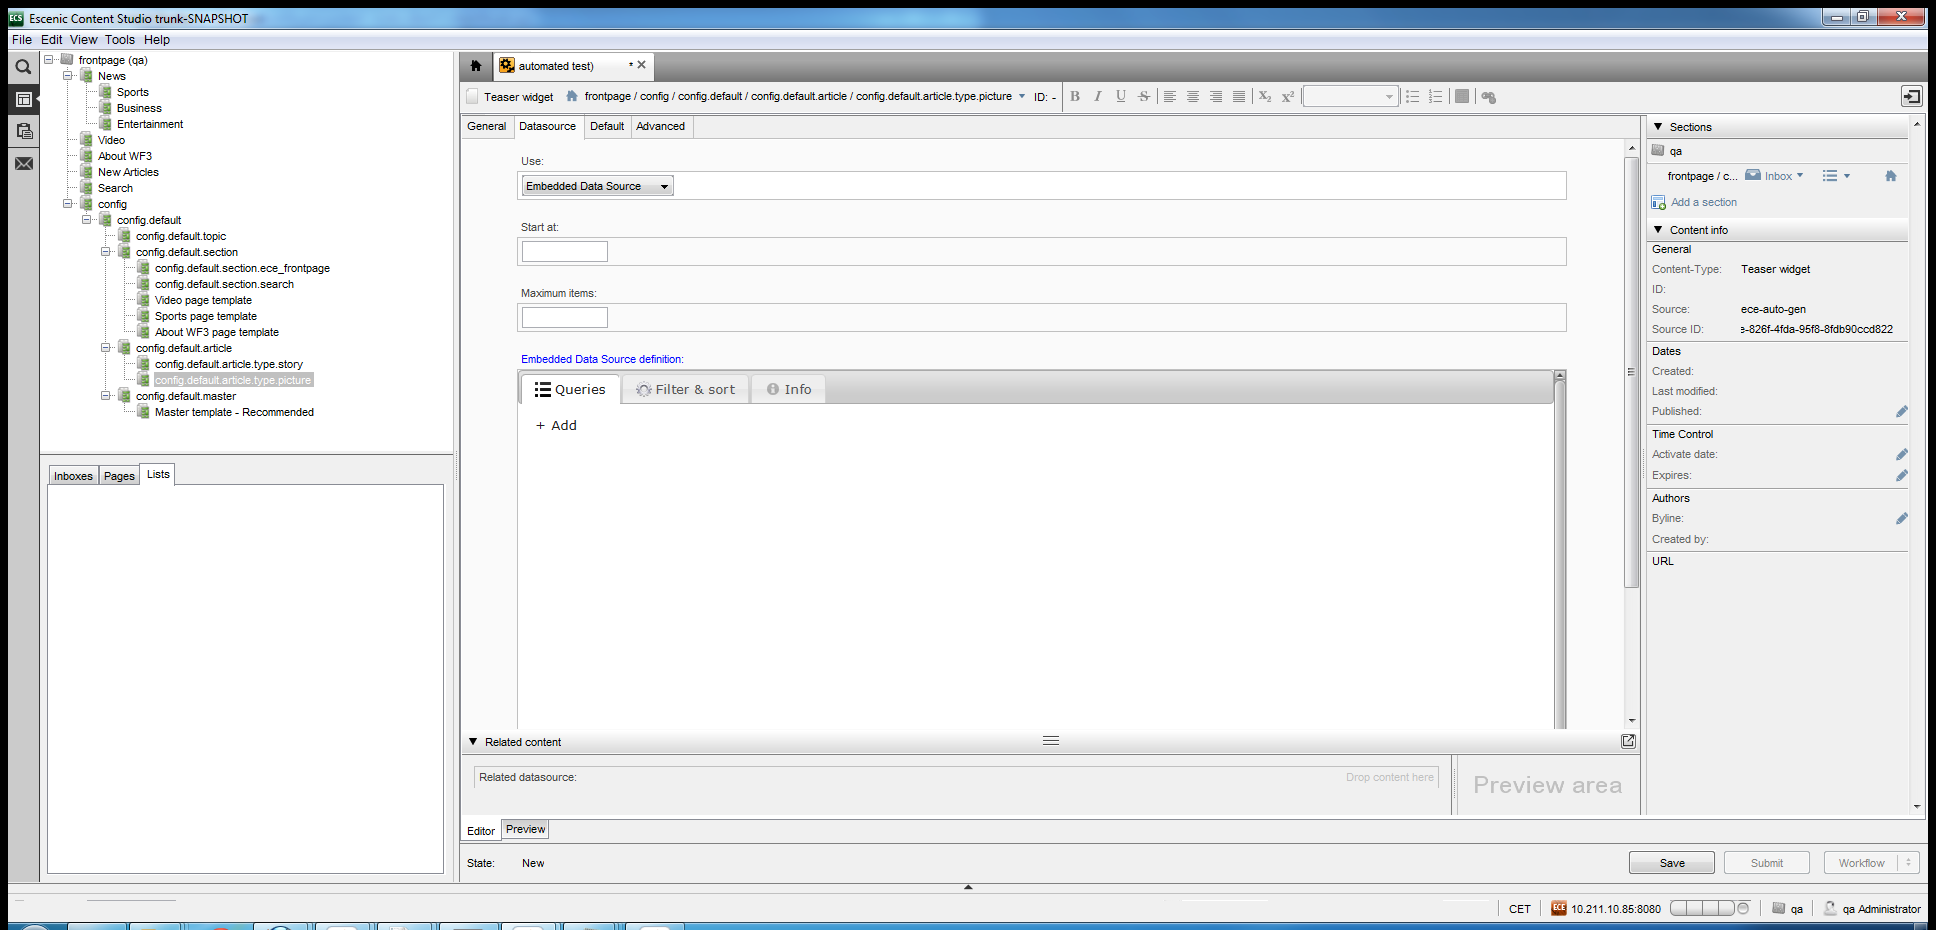 Escenic Content Studio trunk-SNAPSHOT
File Edit View Tools Help
frontpage (qa)
News
Sports
Business
Entertainment
Video
About WF3
New Articles
Search
config
config.default
config.default.topic
config.default.section
config.default.section.ece_frontpage
config.default.section.search
Video page template
Sports page template
About WF3 page template
config.default.article
config.default.article.type.story
config.default.article.type.picture
config.default.master
Master template - Recommended
Inboxes Pages Lists
automated test) *
Teaser widget frontpage / config / config.default / config.default.article / config.default.article.type.picture ID: -
General Datasource Default Advanced
Use:
Embedded Data Source
Start at:
Maximum items:
Embedded Data Source definition:
Queries Filter & sort Info
+ Add
Related content
Related datasource: Drop content here
Preview area
Editor Preview
State: New
Save Submit Workflow
Sections
qa
frontpage / c... Inbox
Add a section
Content info
General
Content-Type: Teaser widget
ID:
Source: ece-auto-gen
Source ID: e-826f-4fda-95f8-8fdb90ccd822
Dates
Created:
Last modified:
Published:
Time Control
Activate date:
Expires:
Authors
Byline:
Created by:
URL
CET ECE 10.211.10.85:8080 qa qa Administrator